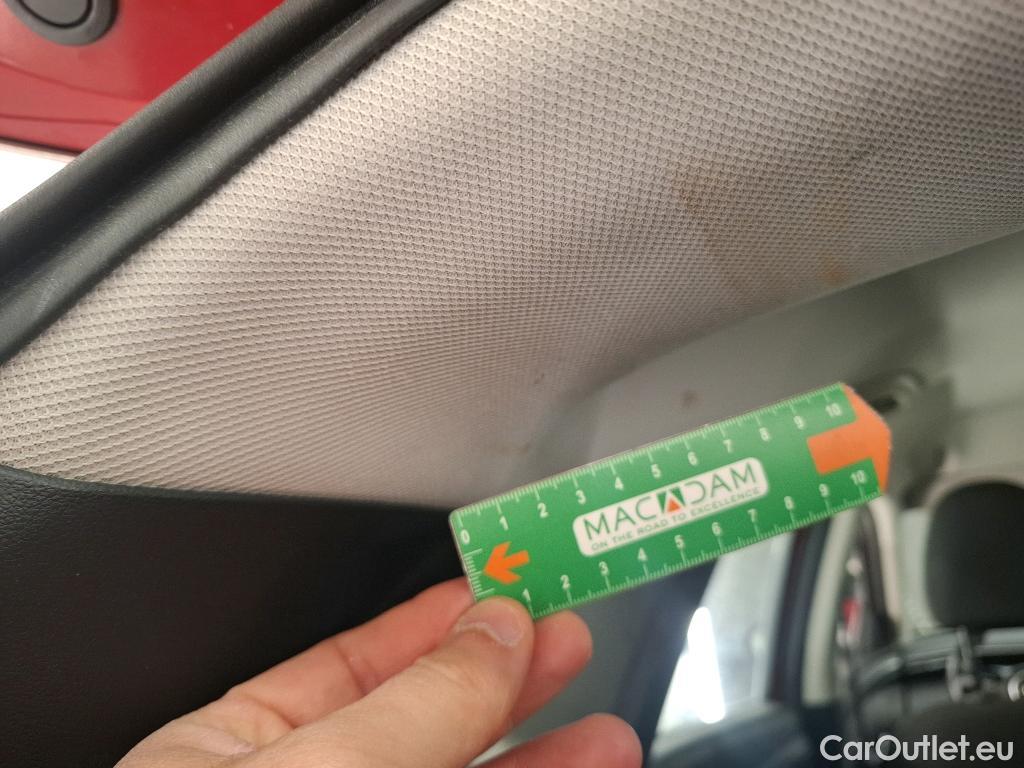 0 1 2 3 4 5 6 7 8 9 10
MACADAM
ON THE ROAD TO EXCELLENCE
1 2 3 4 5 6 7 8 9 10
CarOutlet.eu